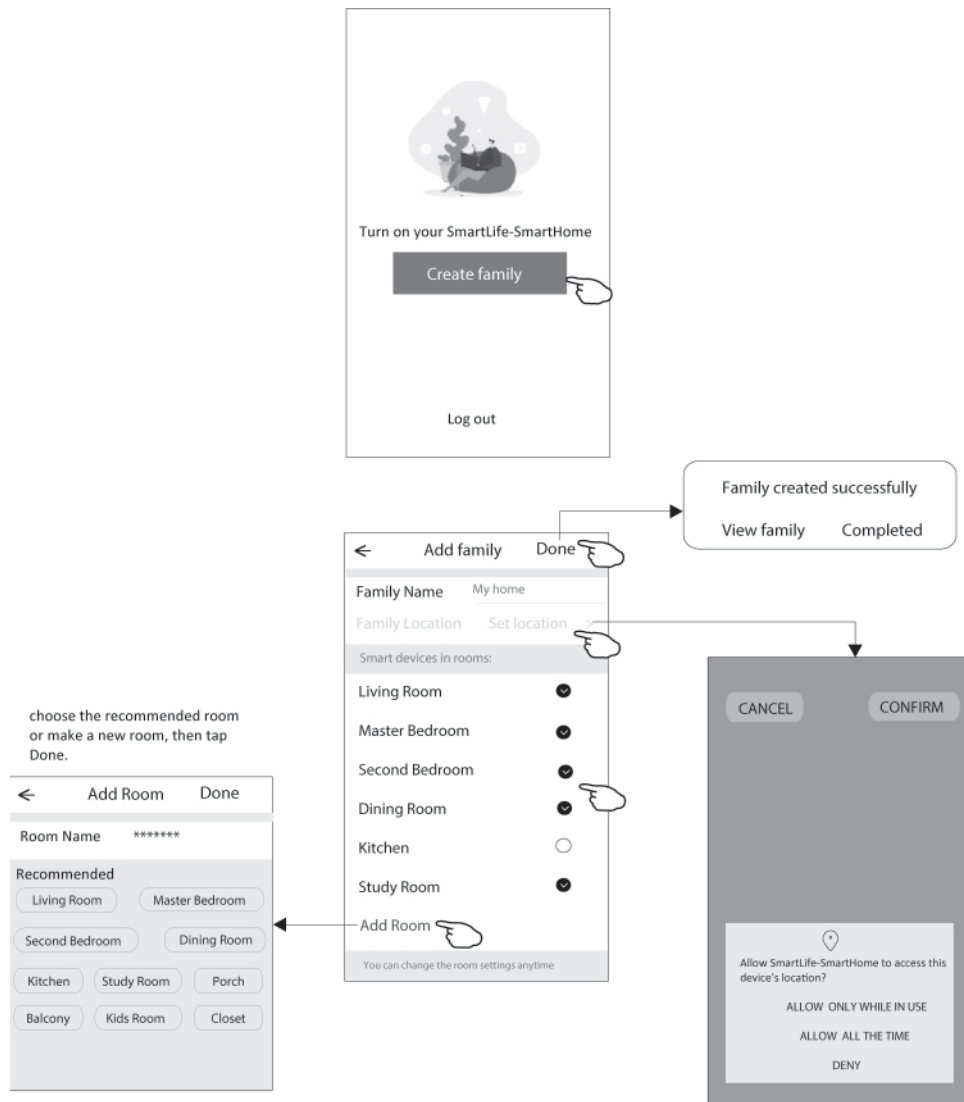 Turn on your SmartLife-SmartHome
Create family
Log out
Family created successfully
View family Completed
Add family Done
Family Name My home
Family Location Set location >
Smart devices in rooms:
Living Room
Master Bedroom
Second Bedroom
Dining Room
Kitchen
Study Room
Add Room
You can change the room settings anytime
choose the recommended room
or make a new room, then tap
Done.
Add Room Done
Room Name *******
Recommended
Living Room Master Bedroom
Second Bedroom Dining Room
Kitchen Study Room Porch
Balcony Kids Room Closet
CANCEL CONFIRM
Allow SmartLife-SmartHome to access this
device's location?
ALLOW ONLY WHILE IN USE
ALLOW ALL THE TIME
DENY